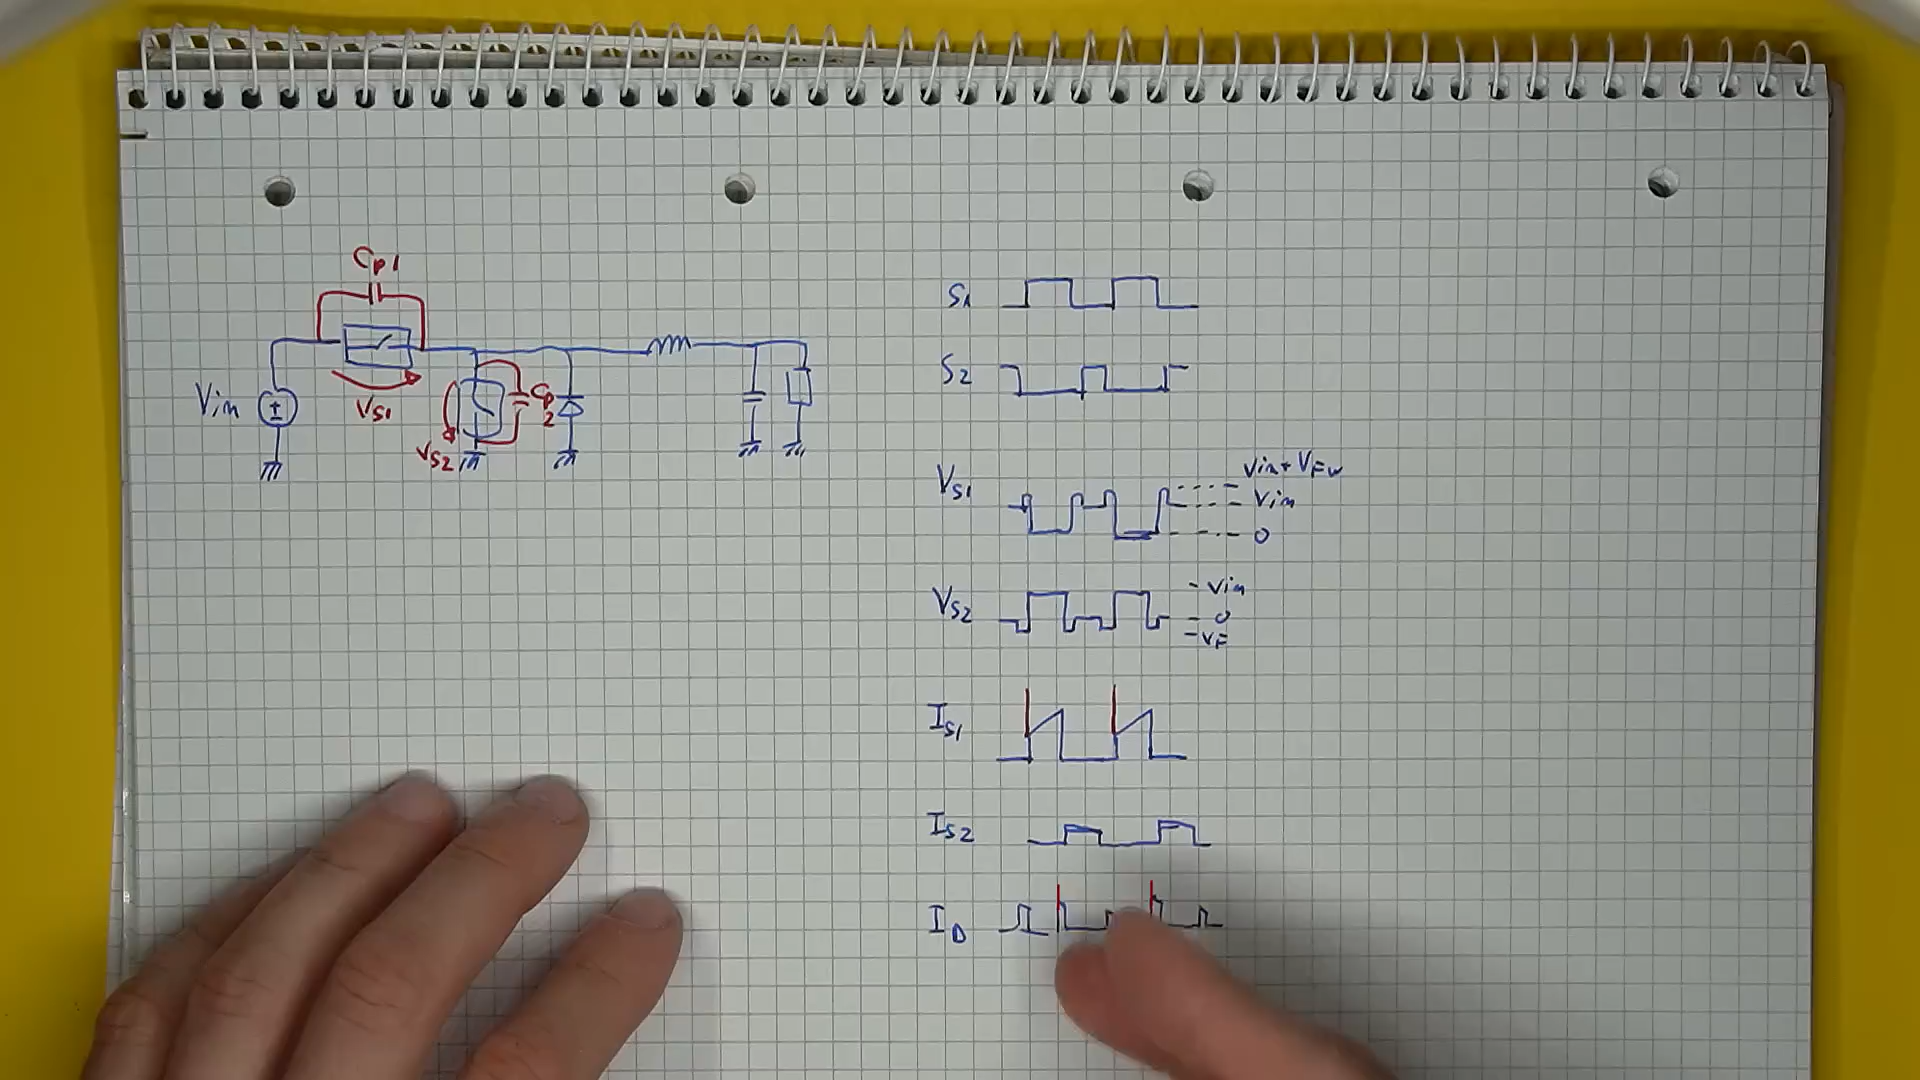 Cp1
Vin
VS1
Cp2
VS2
S1
S2
VS1
Vin+VFw
Vin
0
VS2
Vin
0
-VF
IS1
IS2
ID